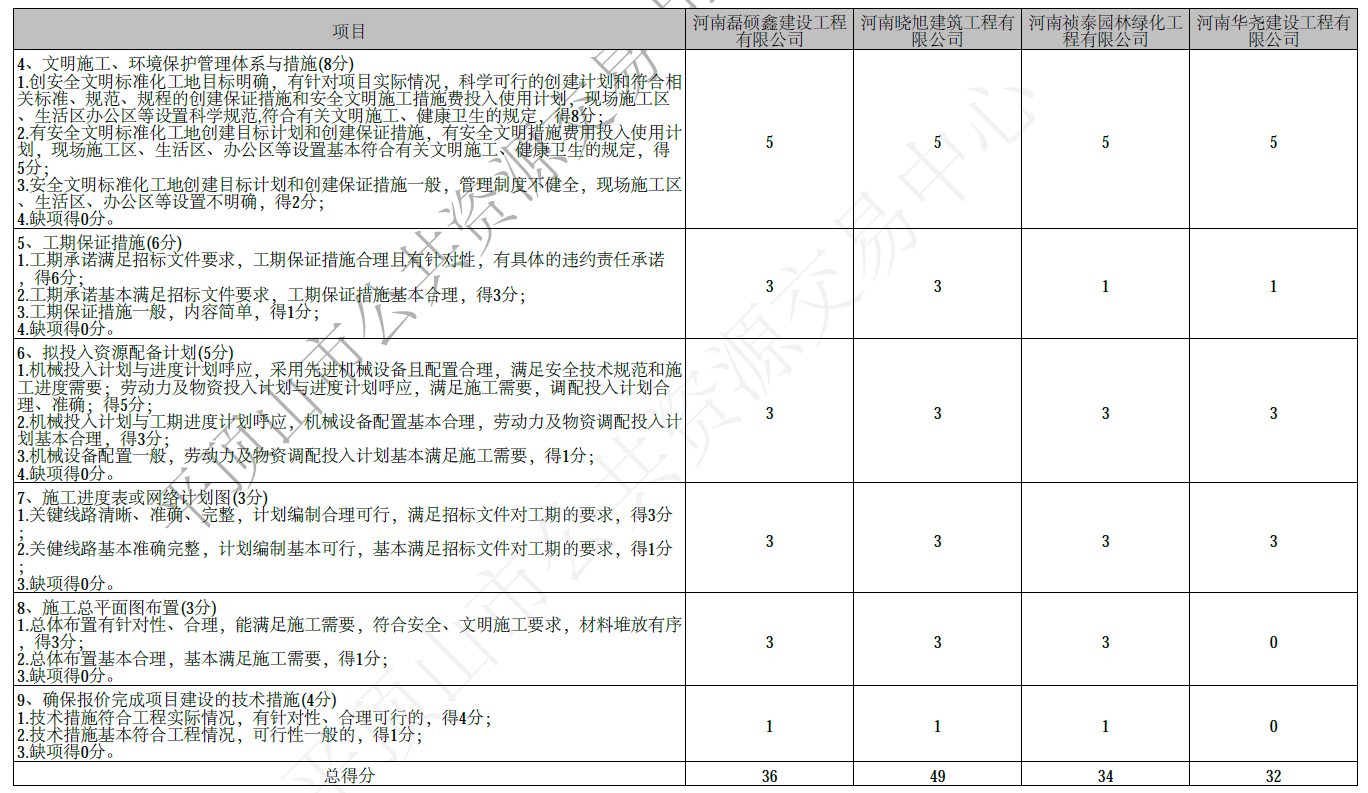 项目
河南磊硕鑫建设工程
有限公司
河南晓旭建筑工程有
限公司
河南祯泰园林绿化工
程有限公司
河南华尧建设工程有
限公司
4、文明施工、环境保护管理体系与措施(8分)
1.创安全文明标准化工地目标明确，有针对项目实际情况，科学可行的创建计划和符合相
关标准、规范、规程的创建保证措施和安全文明施工措施费投入使用计划，现场施工区
、生活区办公区等设置科学规范,符合有关文明施工、健康卫生的规定，得8分；
2.有安全文明标准化工地创建目标计划和创建保证措施，有安全文明措施费用投入使用计
划，现场施工区、生活区、办公区等设置基本符合有关文明施工、健康卫生的规定，得
5分；
3.安全文明标准化工地创建目标计划和创建保证措施一般，管理制度不健全，现场施工区
、生活区、办公区等设置不明确，得2分；
4.缺项得0分。
5
5
5
5
5、工期保证措施(6分)
1.工期承诺满足招标文件要求，工期保证措施合理且有针对性，有具体的违约责任承诺
，得6分；
2.工期承诺基本满足招标文件要求，工期保证措施基本合理，得3分；
3.工期保证措施一般，内容简单，得1分；
4.缺项得0分。
3
3
1
1
6、拟投入资源配备计划(5分)
1.机械投入计划与进度计划呼应，采用先进机械设备且配置合理，满足安全技术规范和施
工进度需要；劳动力及物资投入计划与进度计划呼应，满足施工需要，调配投入计划合
理、准确；得5分；
2.机械投入计划与工期进度计划呼应，机械设备配置基本合理，劳动力及物资调配投入计
划基本合理，得3分；
3.机械设备配置一般，劳动力及物资调配投入计划基本满足施工需要，得1分；
4.缺项得0分。
3
3
3
3
7、施工进度表或网络计划图(3分)
1.关键线路清晰、准确、完整，计划编制合理可行，满足招标文件对工期的要求，得3分
；
2.关健线路基本准确完整，计划编制基本可行，基本满足招标文件对工期的要求，得1分
；
3.缺项得0分。
3
3
3
3
8、施工总平面图布置(3分)
1.总体布置有针对性、合理，能满足施工需要，符合安全、文明施工要求，材料堆放有序
，得3分；
2.总体布置基本合理，基本满足施工需要，得1分；
3.缺项得0分。
3
3
3
0
9、确保报价完成项目建设的技术措施(4分)
1.技术措施符合工程实际情况，有针对性、合理可行的，得4分；
2.技术措施基本符合工程情况，可行性一般的，得1分；
3.缺项得0分。
1
1
1
0
总得分
36
49
34
32
平顶山市公共资源交易
平顶山市公共资源交易中心